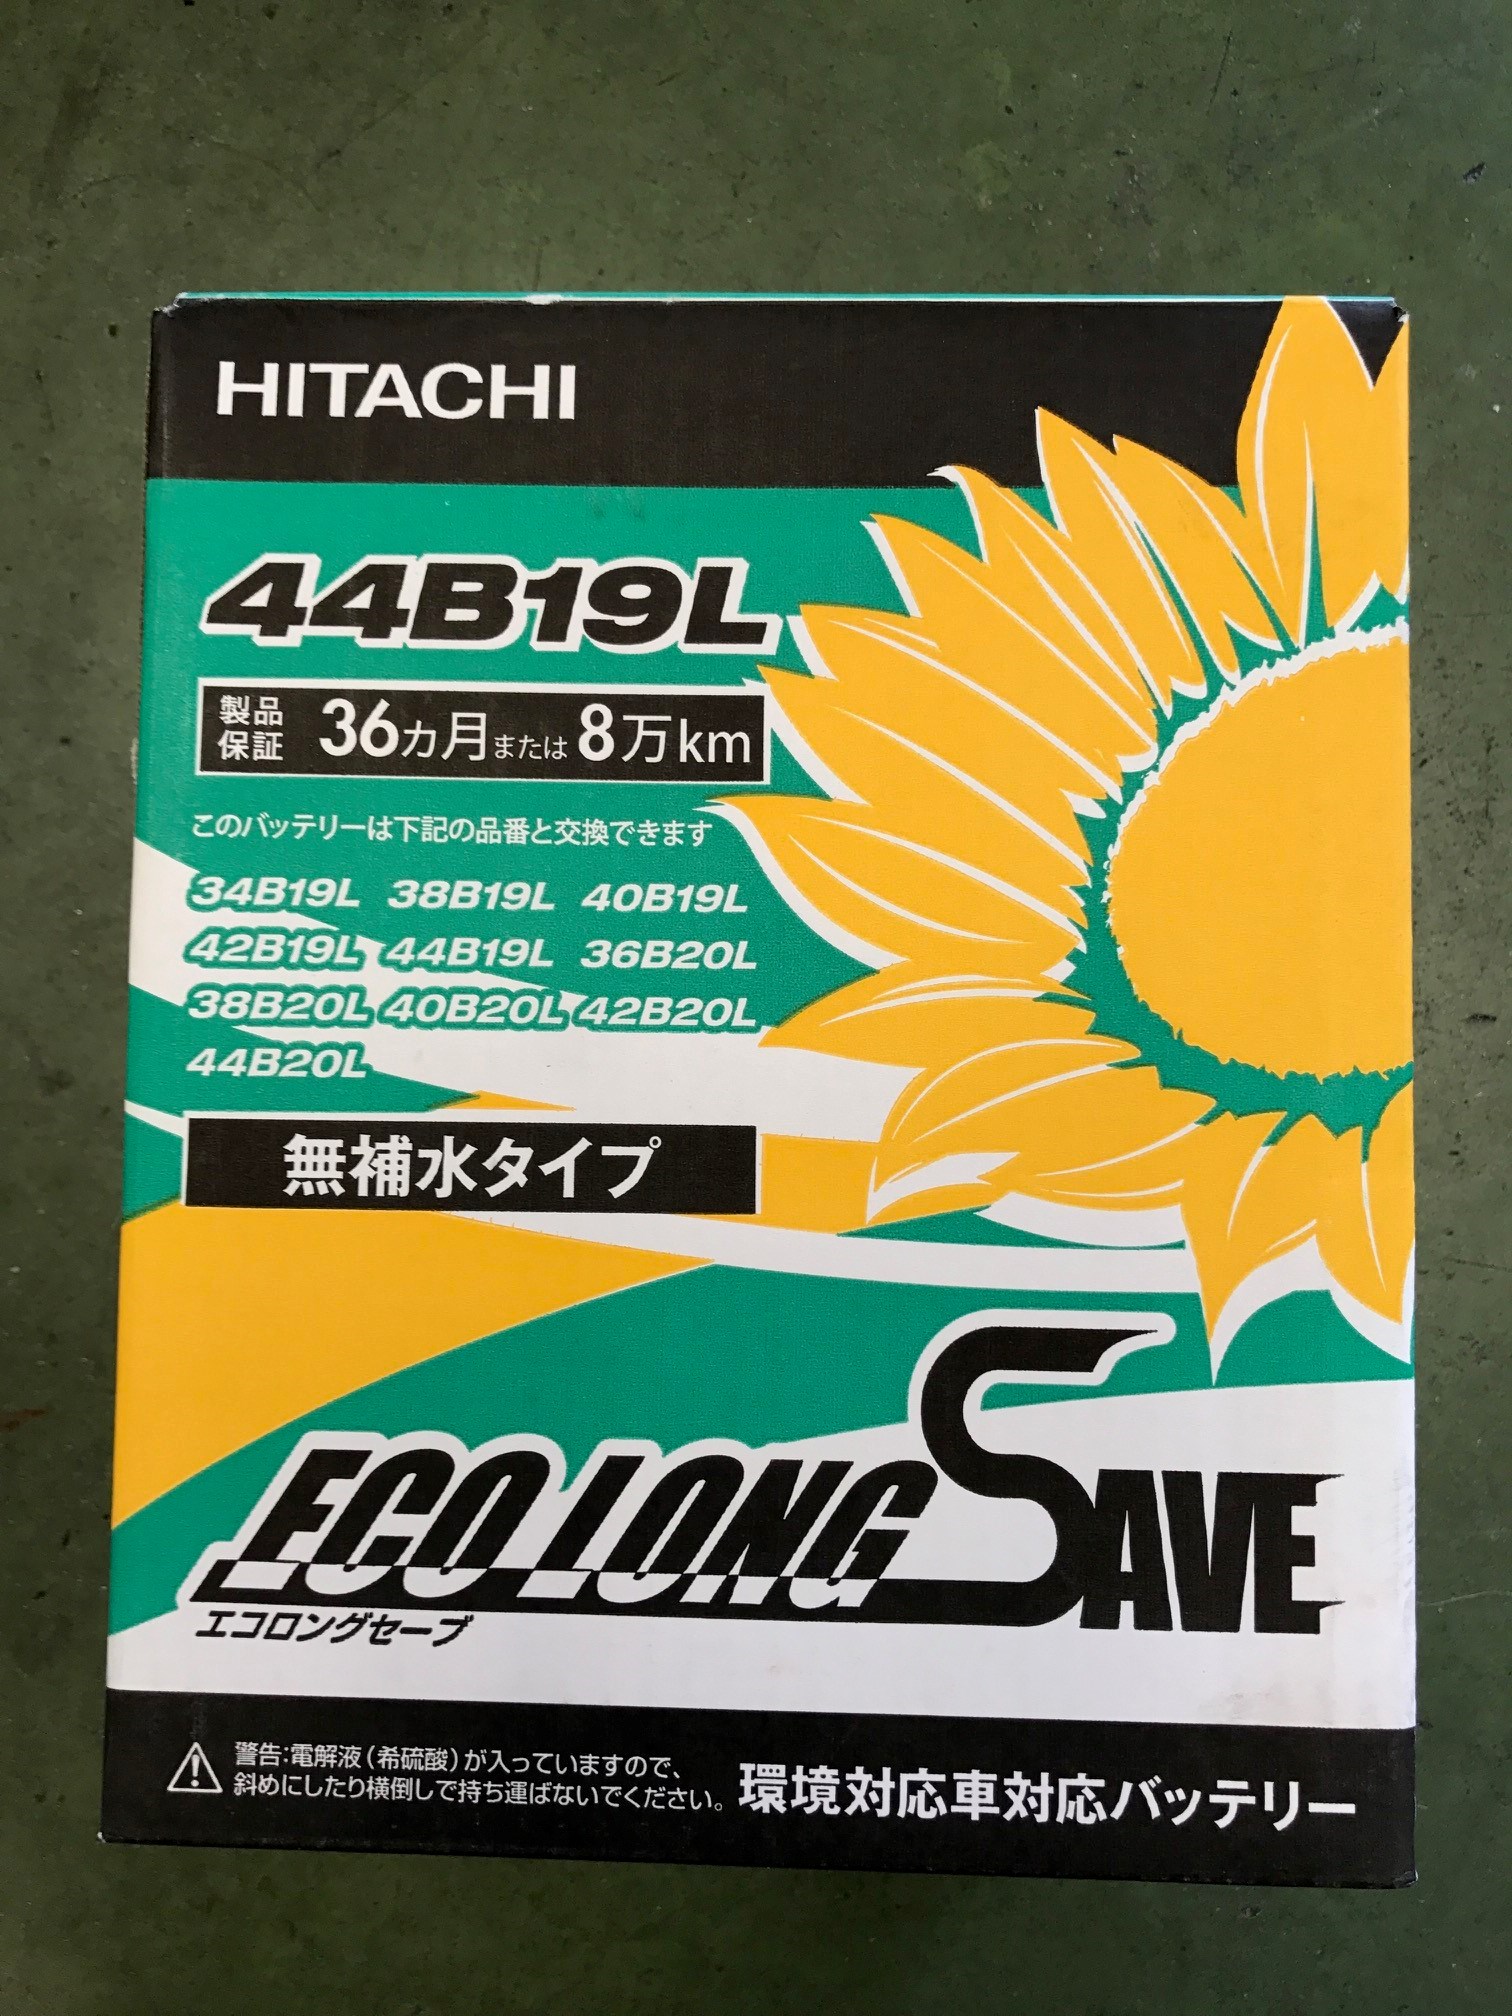 HITACHI
44B19L
製品保証 36カ月または8万km
このバッテリーは下記の品番と交換できます
34B19L 38B19L 40B19L
42B19L 44B19L 36B20L
38B20L 40B20L 42B20L
44B20L
無補水タイプ
ECO LONG SAVE
エコロングセーブ
警告:電解液(希硫酸)が入っていますので、
斜めにしたり横倒しで持ち運ばないでください。
環境対応車対応バッテリー